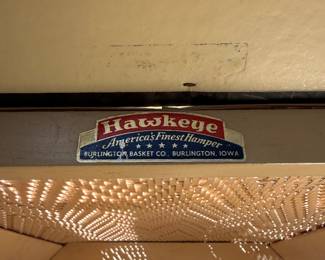 Hawkeye
America's Finest Hamper
BURLINGTON BASKET CO. BURLINGTON, IOWA